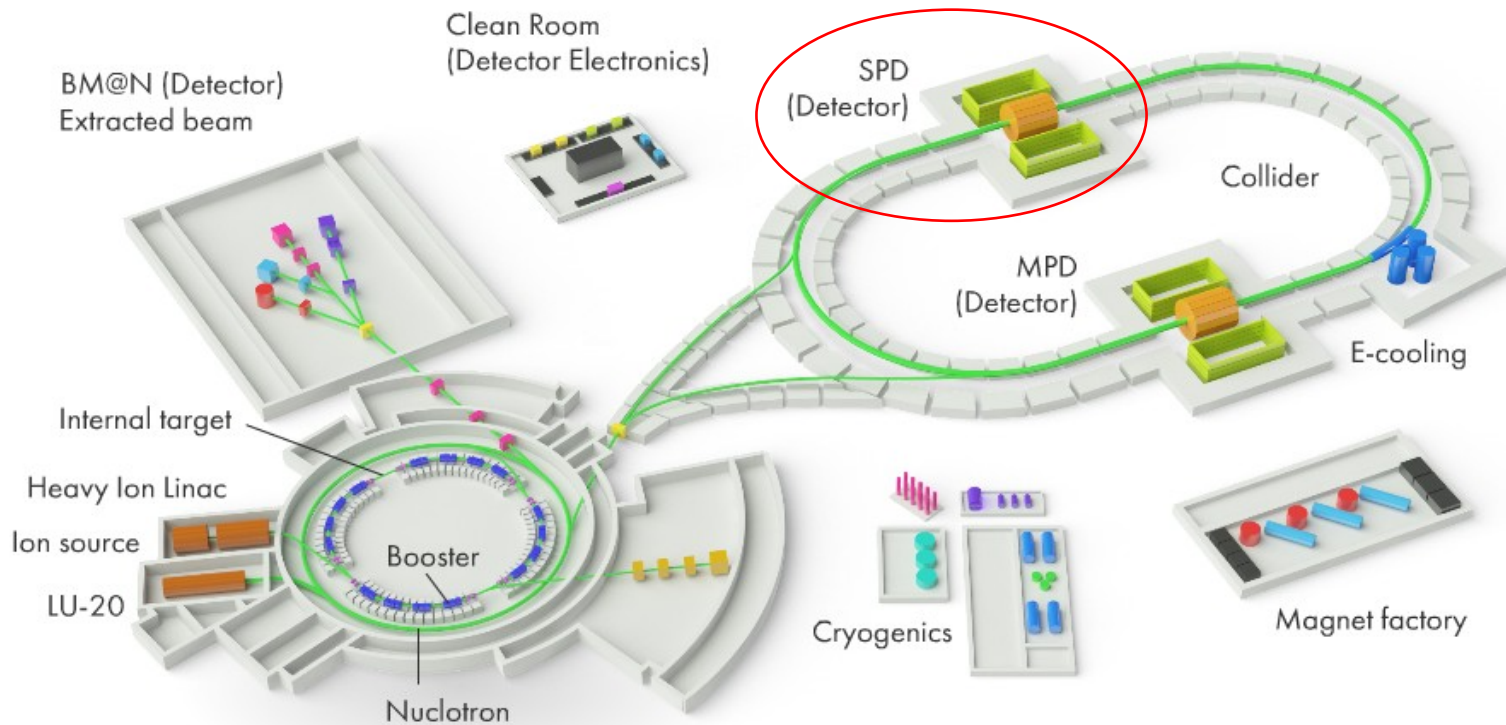 Clean Room
(Detector Electronics)
BM@N (Detector)
Extracted beam
SPD
(Detector)
Collider
MPD
(Detector)
E-cooling
Internal target
Heavy Ion Linac
Ion source
LU-20
Booster
Nuclotron
Cryogenics
Magnet factory